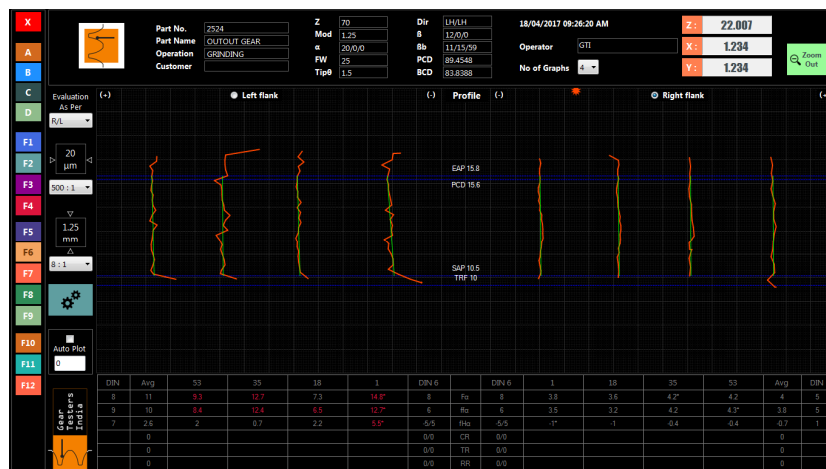 X
A
B
C
D
F1
F2
F3
F4
F5
F6
F7
F8
F9
F10
F11
F12
Part No. 2524
Part Name OUTOUT GEAR
Operation GRINDING
Customer
Z 70
Mod 1.25
α 20/0/0
FW 25
Tipθ 1.5
Dir LH/LH
ß 12/0/0
ßb 11/15/59
PCD 89.4548
BCD 83.8388
18/04/2017 09:26:20 AM
Operator GTI
No of Graphs 4
Z: 22.007
X: 1.234
Y: 1.234
Zoom Out
Evaluation
As Per
R/L
20
μm
500 : 1
1.25
mm
8 : 1
Auto Plot
0
Gear
Testers
India
(+) Left flank (-) Profile (-) Right flank (+
EAP 15.8
PCD 15.6
SAP 10.5
TRF 10
DIN Avg 53 35 18 1 DIN 6 DIN 6 1 18 35 53 Avg DIN
8 11 9.3 12.7 7.3 14.8* 8 Fα 8 3.8 3.6 4.2* 4.2 4 5
9 10 8.4 12.4 6.5 12.7* 6 ffα 6 3.5 3.2 4.2 4.3* 3.8 5
7 2.6 2 0.7 2.2 5.5* -5/5 fHα -5/5 -1* -1 -0.4 -0.4 -0.7 1
0 0/0 CR 0/0 0
0 0/0 TR 0/0 0
0 0/0 RR 0/0 0